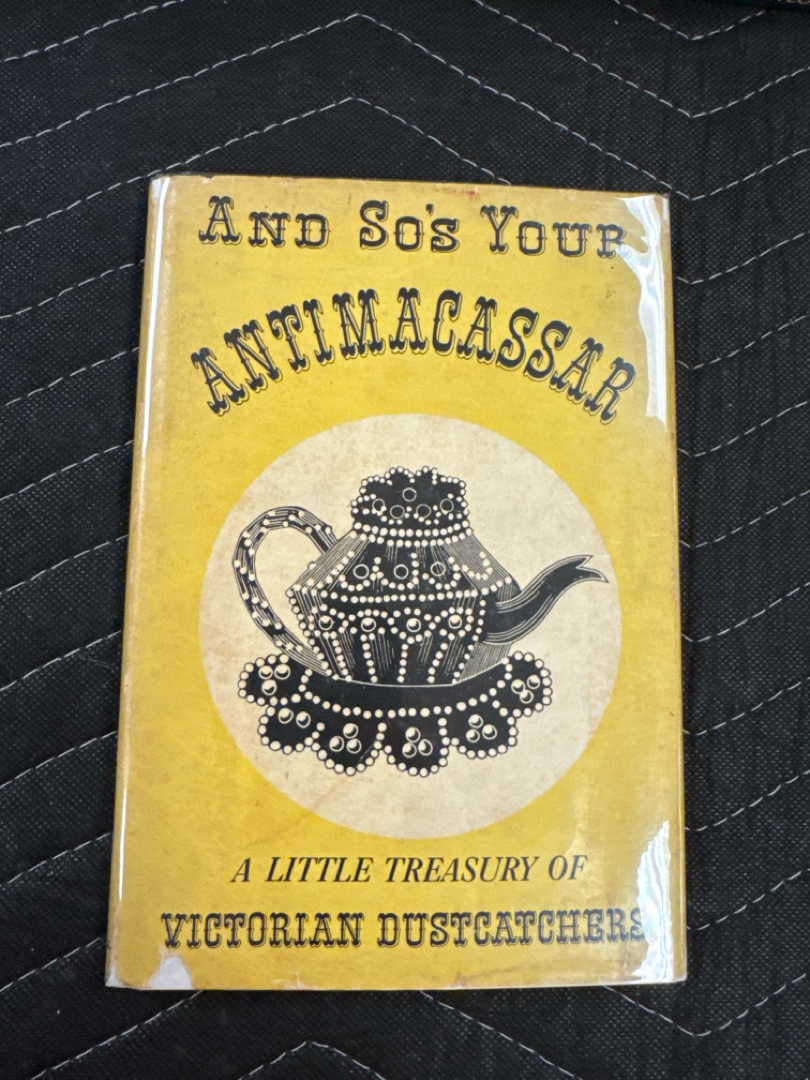 And So's Your
ANTIMACASSAR
A LITTLE TREASURY OF
VICTORIAN DUSTCATCHERS